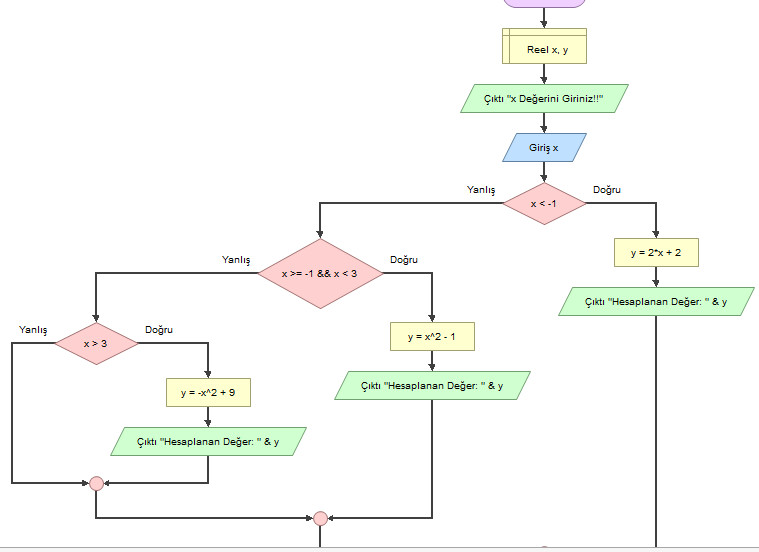 Reel x, y
Çıktı "x Değerini Giriniz!!"
Giriş x
Yanlış
Doğru
x < -1
Yanlış
Doğru
x >= -1 && x < 3
y = 2*x + 2
Çıktı "Hesaplanan Değer: " & y
Yanlış
Doğru
x > 3
y = x^2 - 1
Çıktı "Hesaplanan Değer: " & y
y = -x^2 + 9
Çıktı "Hesaplanan Değer: " & y